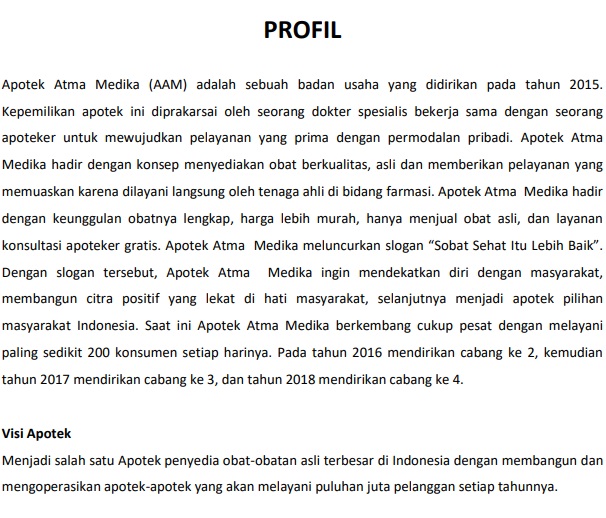 PROFIL
Apotek Atma Medika (AAM) adalah sebuah badan usaha yang didirikan pada tahun 2015.
Kepemilikan apotek ini diprakarsai oleh seorang dokter spesialis bekerja sama dengan seorang
apoteker untuk mewujudkan pelayanan yang prima dengan permodalan pribadi. Apotek Atma
Medika hadir dengan konsep menyediakan obat berkualitas, asli dan memberikan pelayanan yang
memuaskan karena dilayani langsung oleh tenaga ahli di bidang farmasi. Apotek Atma Medika hadir
dengan keunggulan obatnya lengkap, harga lebih murah, hanya menjual obat asli, dan layanan
konsultasi apoteker gratis. Apotek Atma Medika meluncurkan slogan “Sobat Sehat Itu Lebih Baik”.
Dengan slogan tersebut, Apotek Atma Medika ingin mendekatkan diri dengan masyarakat,
membangun citra positif yang lekat di hati masyarakat, selanjutnya menjadi apotek pilihan
masyarakat Indonesia. Saat ini Apotek Atma Medika berkembang cukup pesat dengan melayani
paling sedikit 200 konsumen setiap harinya. Pada tahun 2016 mendirikan cabang ke 2, kemudian
tahun 2017 mendirikan cabang ke 3, dan tahun 2018 mendirikan cabang ke 4.
Visi Apotek
Menjadi salah satu Apotek penyedia obat-obatan asli terbesar di Indonesia dengan membangun dan
mengoperasikan apotek-apotek yang akan melayani puluhan juta pelanggan setiap tahunnya.